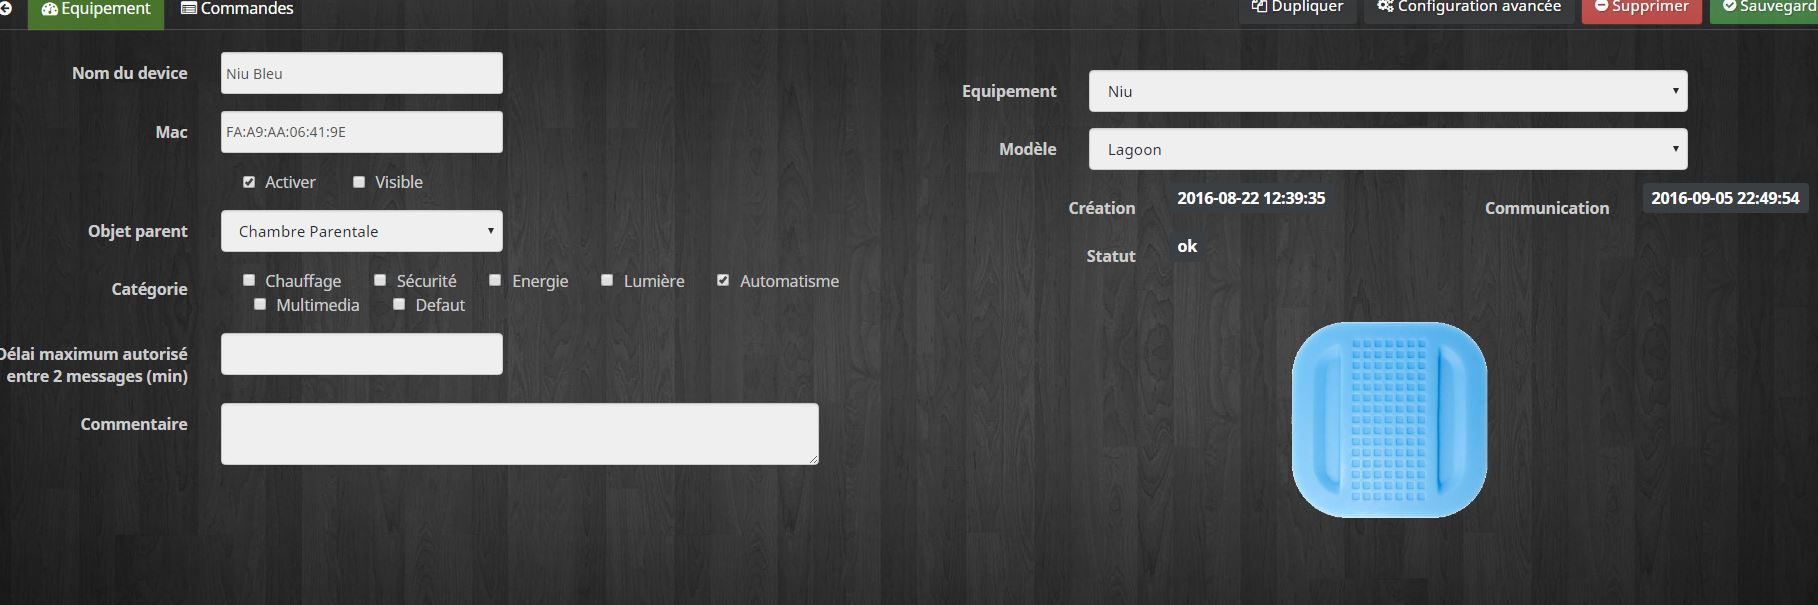 Equipement
Commandes
Dupliquer
Configuration avancée
Supprimer
Sauvegard
Nom du device
Niu Bleu
Mac
FA:A9:AA:06:41:9E
Activer
Visible
Objet parent
Chambre Parentale
Catégorie
Chauffage
Sécurité
Energie
Lumière
Automatisme
Multimedia
Defaut
Délai maximum autorisé
entre 2 messages (min)
Commentaire
Equipement
Niu
Modèle
Lagoon
Création
2016-08-22 12:39:35
Communication
2016-09-05 22:49:54
Statut
ok